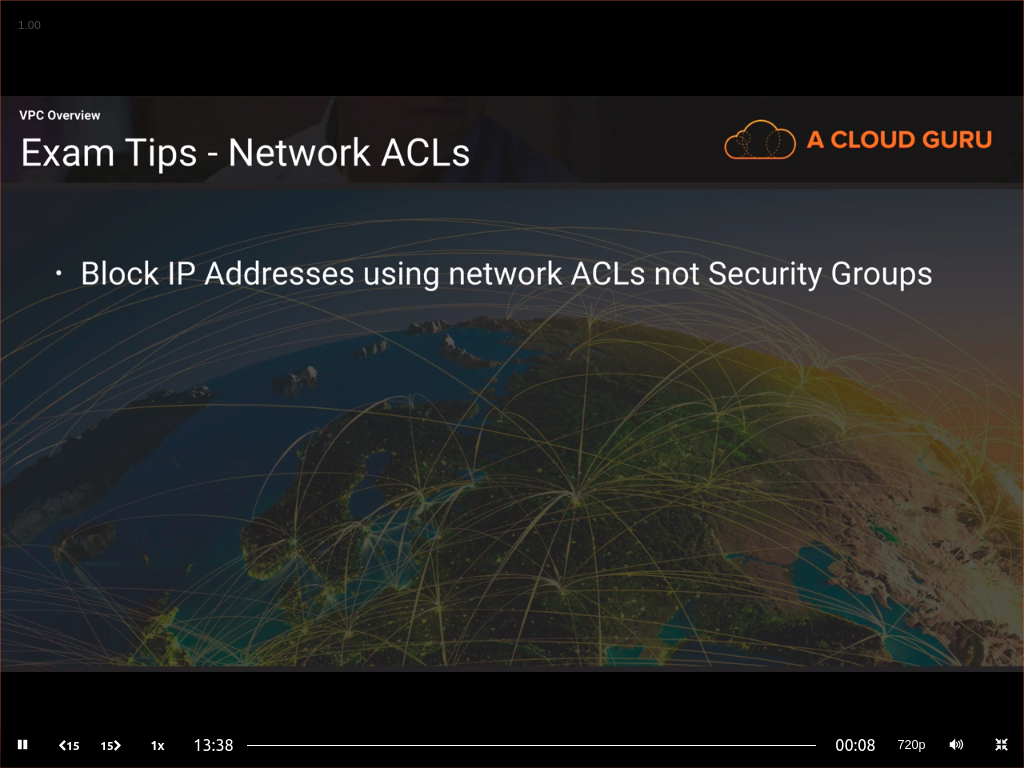 1.00
VPC Overview
Exam Tips - Network ACLs
A CLOUD GURU
• Block IP Addresses using network ACLs not Security Groups
15 15 1x 13:38 00:08 720p